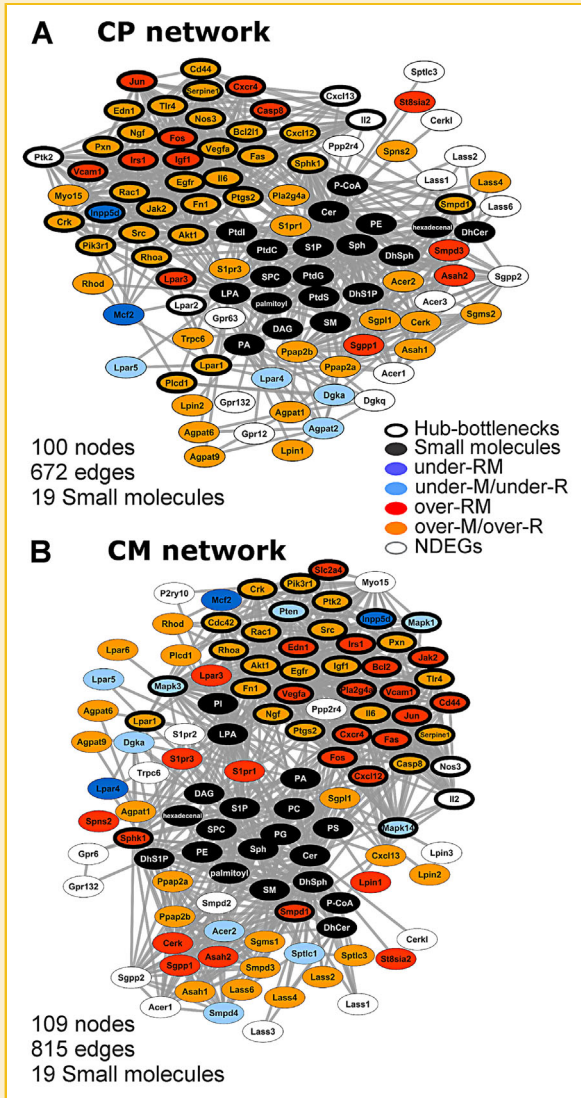 A CP network
Jun
Cd44
Serpine1
Cxcr4
Cxcl13
Sptlc3
St8sia2
Edn1
Tlr4
Nos3
Casp8
Il2
Cerkl
Pxn
Ngf
Fos
Vegfa
Bcl2l1
Cxcl12
Ppp2r4
Spns2
Lass2
Ptk2
Vcam1
Irs1
Igf1
Fas
Sphk1
Lass1
Lass4
Myo15
Rac1
Egfr
Il6
Pla2g4a
P-CoA
Smpd1
Lass6
Crk
Inpp5d
Jak2
Fn1
Ptgs2
S1pr1
Cer
PE
hexadecenal
DhCer
Pik3r1
Src
Akt1
PtdI
PtdC
S1P
Sph
DhSph
Smpd3
Rhoa
S1pr3
SPC
PtdG
Acer2
Asah2
Sgpp2
Rhod
Lpar3
LPA
palmitoyl
PtdS
DhS1P
Acer3
Mcf2
Lpar2
Gpr63
DAG
SM
Sgpl1
Cerk
Sgms2
Trpc6
PA
Ppap2b
Sgpp1
Asah1
Lpar5
Lpar1
Lpar4
Ppap2a
Acer1
Plcd1
Gpr132
Dgka
Dgkq
Lpin2
Agpat1
Agpat6
Gpr12
Agpat2
Agpat9
Lpin1
100 nodes
672 edges
19 Small molecules
Hub-bottlenecks
Small molecules
under-RM
under-M/under-R
over-RM
over-M/over-R
NDEGs
B CM network
P2ry10
Mcf2
Crk
Pik3r1
Slc2a4
Myo15
Rhod
Cdc42
Pten
Ptk2
Inpp5d
Mapk1
Lpar6
Plcd1
Rhoa
Rac1
Src
Irs1
Pxn
Jak2
Edn1
Lpar5
Mapk3
Lpar3
Akt1
Egfr
Igf1
Bcl2
Tlr4
Agpat6
Lpar1
PI
Fn1
Vegfa
Pla2g4a
Vcam1
Cd44
Agpat9
Dgka
S1pr2
LPA
Ngf
Ppp2r4
Il6
Jun
Serpine1
Ptgs2
Cxcr4
Fas
Trpc6
S1pr3
S1pr1
Fos
Casp8
Nos3
Lpar4
DAG
PA
Cxcl12
Il2
Spns2
Agpat1
hexadecenal
S1P
PC
Sgpl1
Mapk14
Sphk1
SPC
PG
PS
Gpr6
DhS1P
PE
Sph
Cer
Cxcl13
Lpin3
Gpr132
Ppap2a
palmitoyl
DhSph
Lpin1
Lpin2
Ppap2b
Smpd2
SM
P-CoA
Smpd1
DhCer
Cerkl
Cerk
Acer2
Sgms1
Sptlc1
Sptlc3
St8sia2
Sgpp2
Sgpp1
Asah2
Smpd3
Lass2
Acer1
Asah1
Lass6
Lass4
Lass1
Smpd4
Lass3
109 nodes
815 edges
19 Small molecules